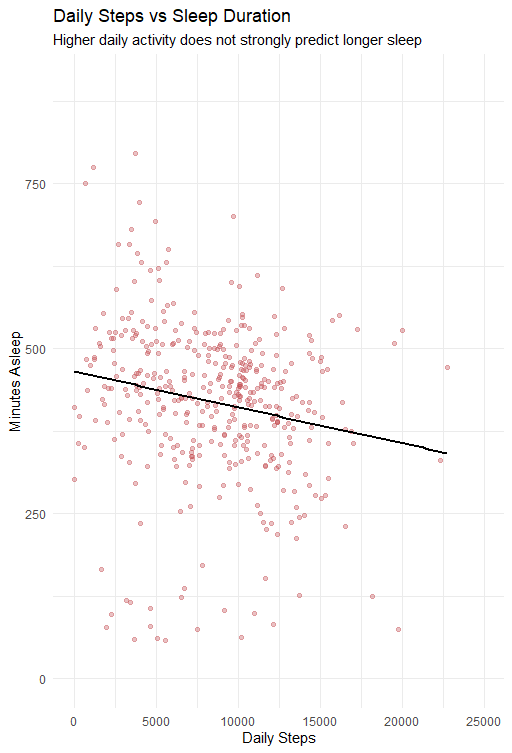 Daily Steps vs Sleep Duration
Higher daily activity does not strongly predict longer sleep
Minutes Asleep
750
500
250
0
0 5000 10000 15000 20000 25000
Daily Steps